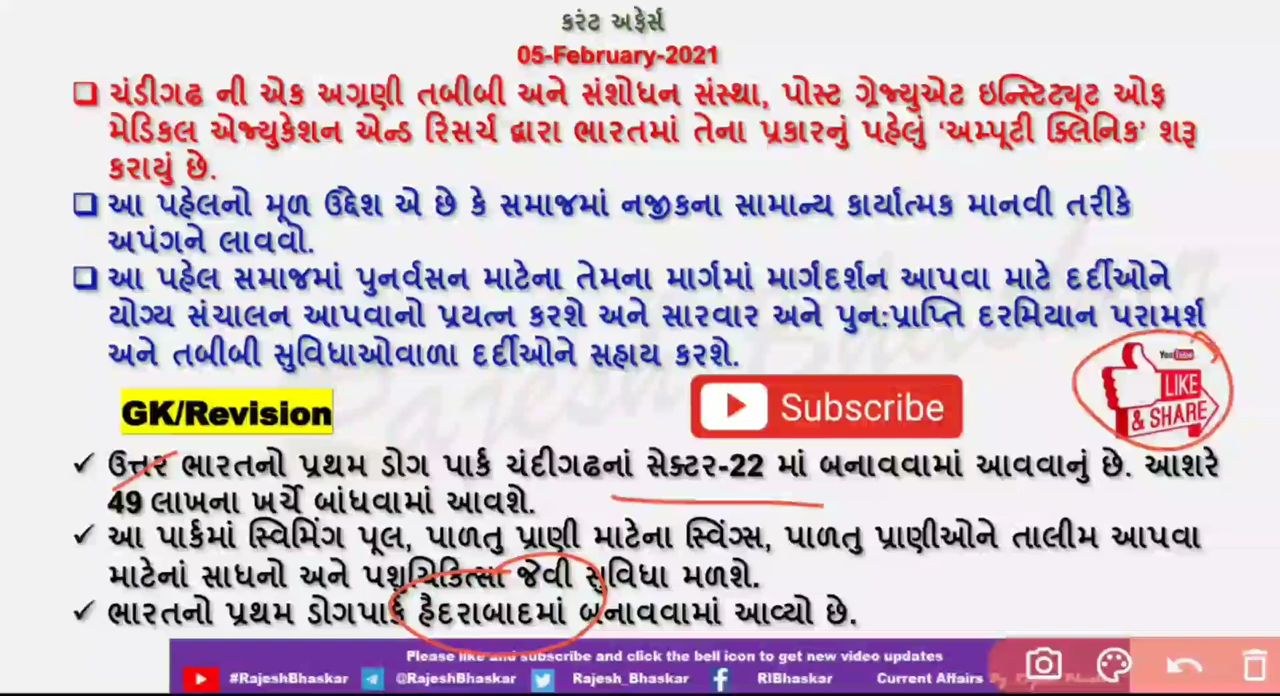 કરંટ અફેર્સ
05-February-2021
ચંડીગઢ ની એક અગ્રણી તબીબી અને સંશોધન સંસ્થા, પોસ્ટ ગ્રેજ્યુએટ ઇન્સ્ટિટ્યૂટ ઓફ
મેડિકલ એજ્યુકેશન એન્ડ રિસર્ચ દ્વારા ભારતમાં તેના પ્રકારનું પહેલું ‘અમ્પૂટી ક્લિનિક’ શરૂ
કરાયું છે.
આ પહેલનો મૂળ ઉદ્દેશ એ છે કે સમાજમાં નજીકના સામાન્ય કાર્યાત્મક માનવી તરીકે
અપંગને લાવવો.
આ પહેલ સમાજમાં પુનર્વસન માટેના તેમના માર્ગમાં માર્ગદર્શન આપવા માટે દર્દીઓને
યોગ્ય સંચાલન આપવાનો પ્રયત્ન કરશે અને સારવાર અને પુન:પ્રાપ્તિ દરમિયાન પરામર્શ
અને તબીબી સુવિધાઓવાળા દર્દીઓને સહાય કરશે.
YouTube
LIKE
& SHARE
GK/Revision
Subscribe
✓ ઉત્તર ભારતનો પ્રથમ ડોગ પાર્ક ચંદીગઢનાં સેક્ટર-22 માં બનાવવામાં આવવાનું છે. આશરે
49 લાખના ખર્ચે બાંધવામાં આવશે.
✓ આ પાર્કમાં સ્વિમિંગ પૂલ, પાળતુ પ્રાણી માટેના સ્વિંગ્સ, પાળતુ પ્રાણીઓને તાલીમ આપવા
માટેનાં સાધનો અને પશુચિકિત્સા જેવી સુવિધા મળશે.
✓ ભારતનો પ્રથમ ડોગપાર્ક હૈદરાબાદમાં બનાવવામાં આવ્યો છે.
Please like and subscribe and click the bell icon to get new video updates
#RajeshBhaskar @RajeshBhaskar Rajesh_Bhaskar RIBhaskar Current Affairs By